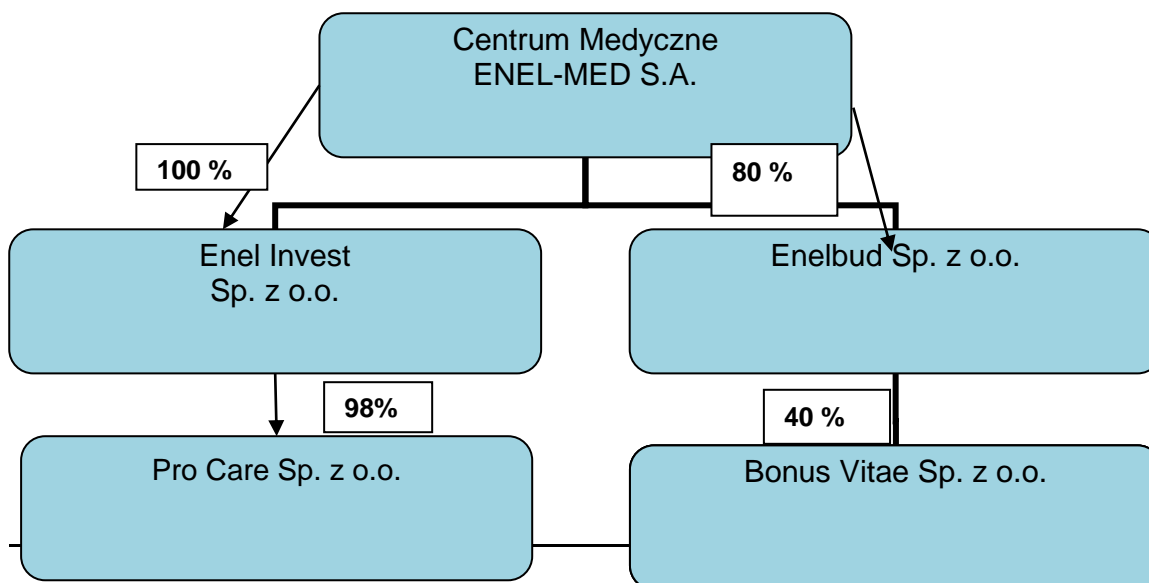 Centrum Medyczne
ENEL-MED S.A.
100 %
80 %
Enel Invest
Sp. z o.o.
Enelbud Sp. z o.o.
98%
40 %
Pro Care Sp. z o.o.
Bonus Vitae Sp. z o.o.